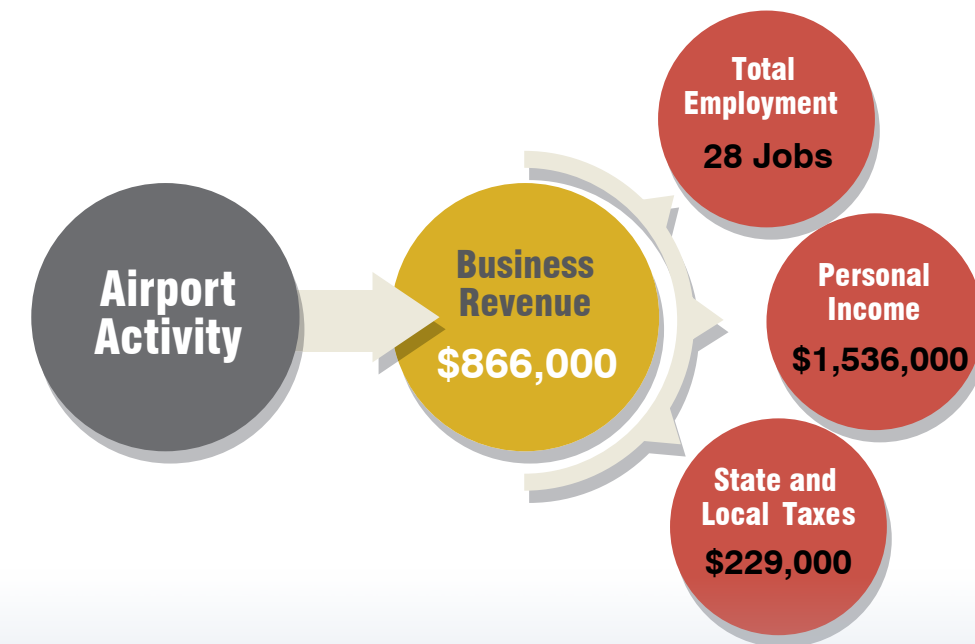 Airport
Activity
Business
Revenue
$866,000
Total
Employment
28 Jobs
Personal
Income
$1,536,000
State and
Local Taxes
$229,000